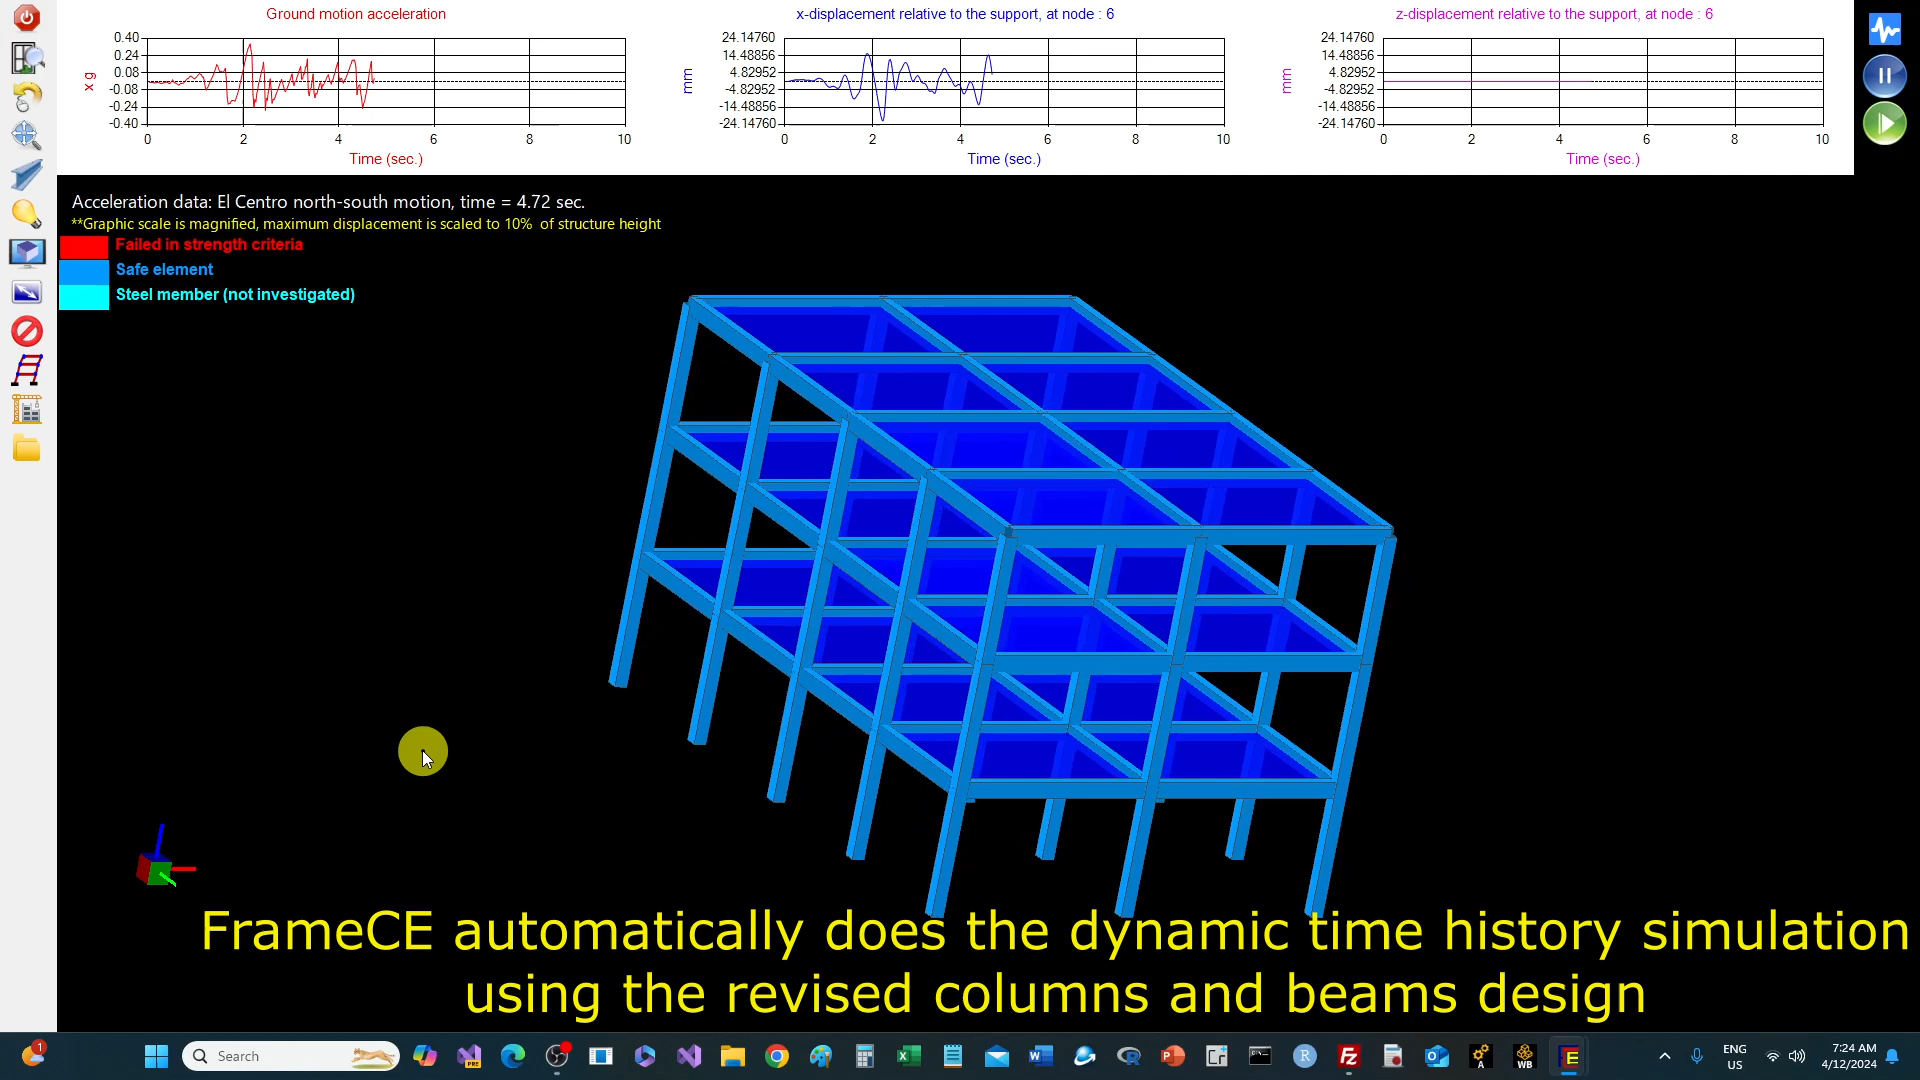 Ground motion acceleration
0.40
0.24
0.08
-0.08
-0.24
-0.40
x g
0 2 4 6 8 10
Time (sec.)
x-displacement relative to the support, at node : 6
24.14760
14.48856
4.82952
-4.82952
-14.48856
-24.14760
mm
0 2 4 6 8 10
Time (sec.)
z-displacement relative to the support, at node : 6
24.14760
14.48856
4.82952
-4.82952
-14.48856
-24.14760
mm
0 2 4 6 8 10
Time (sec.)
Acceleration data: El Centro north-south motion, time = 4.72 sec.
**Graphic scale is magnified, maximum displacement is scaled to 10% of structure height
Failed in strength criteria
Safe element
Steel member (not investigated)
FrameCE automatically does the dynamic time history simulation
using the revised columns and beams design
1
Search
PRE
A
WB
E
ENG
US
7:24 AM
4/12/2024